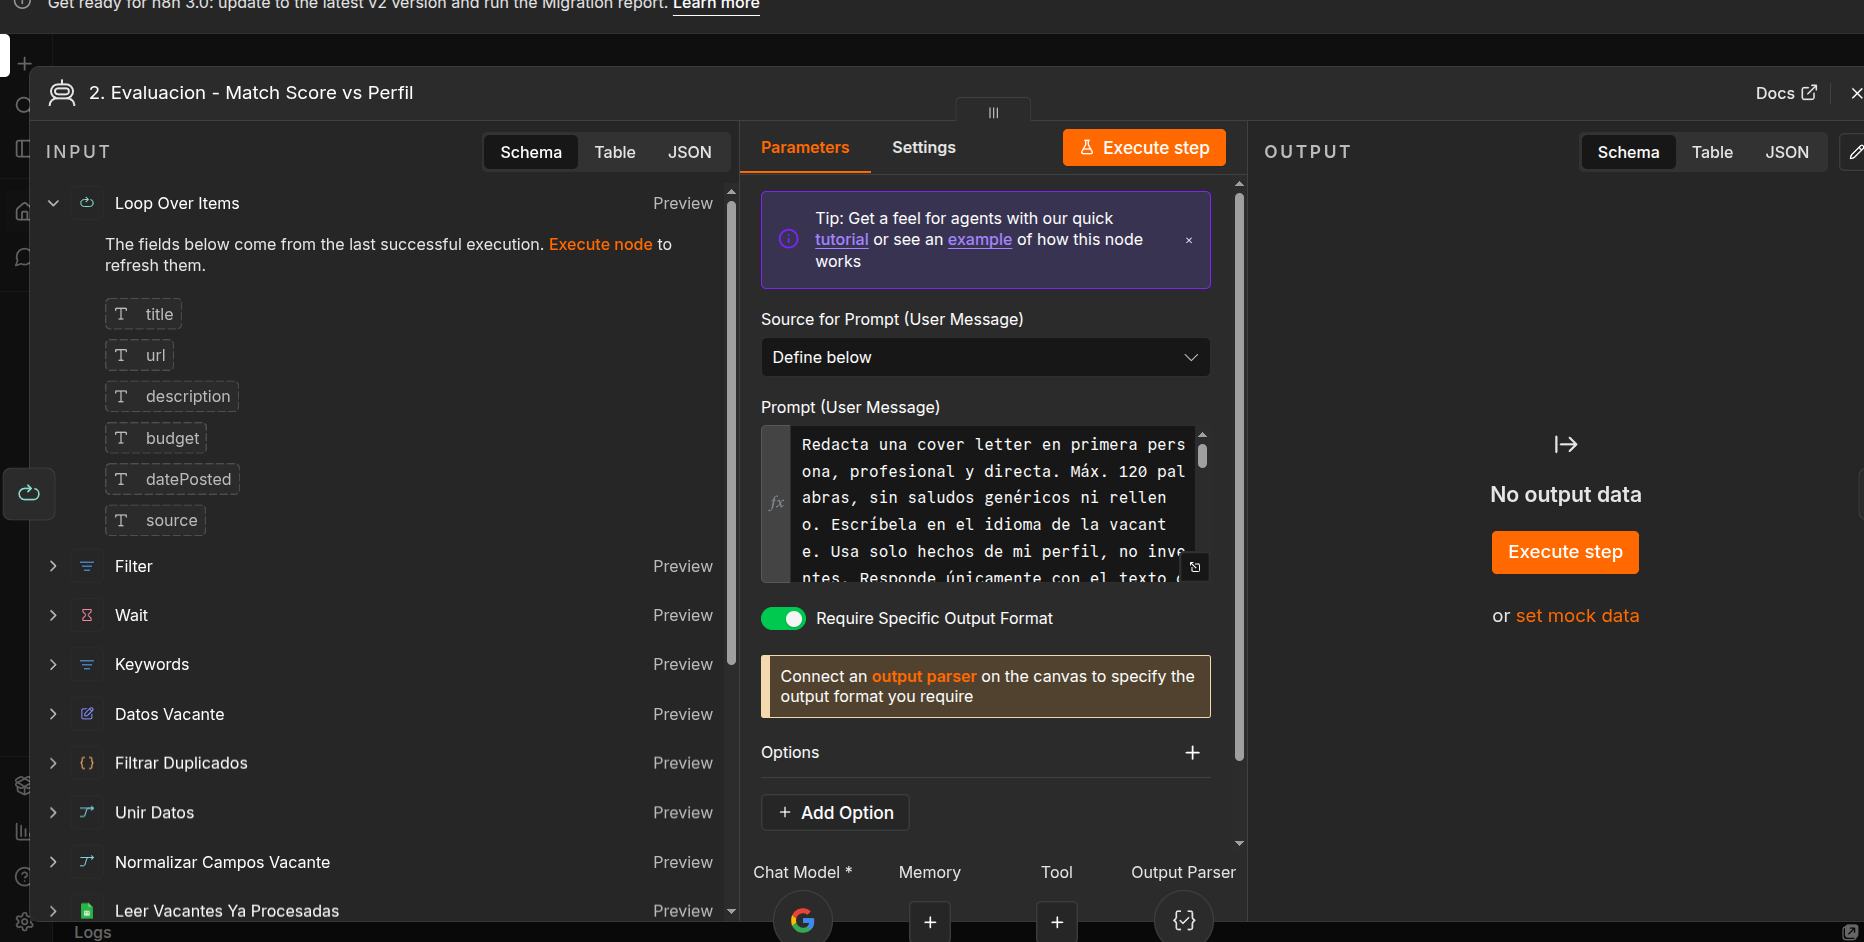 Get ready for n8n 3.0: update to the latest v2 version and run the Migration report. Learn more
2. Evaluacion - Match Score vs Perfil
Docs
INPUT
Schema
Table
JSON
Loop Over Items
Preview
The fields below come from the last successful execution. Execute node to
refresh them.
T title
T url
T description
T budget
T datePosted
T source
Filter
Preview
Wait
Preview
Keywords
Preview
Datos Vacante
Preview
Filtrar Duplicados
Preview
Unir Datos
Preview
Normalizar Campos Vacante
Preview
Leer Vacantes Ya Procesadas
Preview
Parameters
Settings
Execute step
Tip: Get a feel for agents with our quick
tutorial or see an example of how this node
works
Source for Prompt (User Message)
Define below
Prompt (User Message)
fx
Redacta una cover letter en primera pers
ona, profesional y directa. Máx. 120 pal
abras, sin saludos genéricos ni rellen
o. Escríbela en el idioma de la vacant
e. Usa solo hechos de mi perfil, no inve
ntes. Responde únicamente con el texto
Require Specific Output Format
Connect an output parser on the canvas to specify the
output format you require
Options
Add Option
Chat Model *
Memory
Tool
Output Parser
OUTPUT
Schema
Table
JSON
No output data
Execute step
or set mock data
Logs